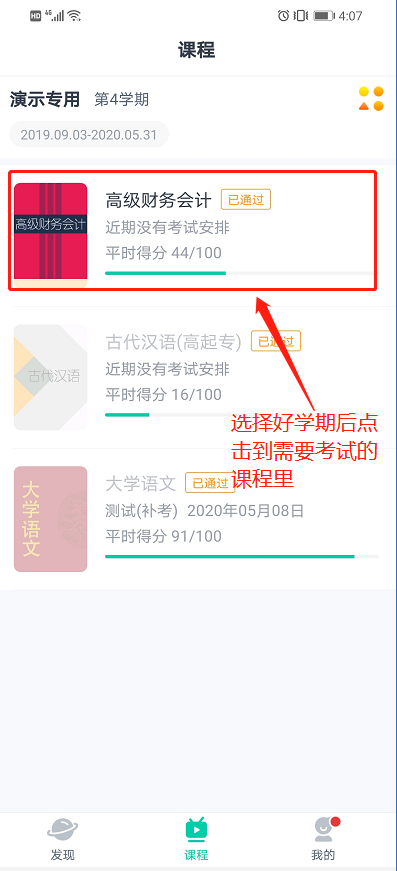 HD 4G 4:07
课程
演示专用 第4学期
2019.09.03-2020.05.31
高级财务会计
高级财务会计 已通过
近期没有考试安排
平时得分 44/100
古代汉语
古代汉语(高起专) 已通过
近期没有考试安排
平时得分 16/100
选择好学期后点
击到需要考试的
课程里
大学
语文
大学语文 已通过
测试(补考) 2020年05月08日
平时得分 91/100
发现 课程 我的